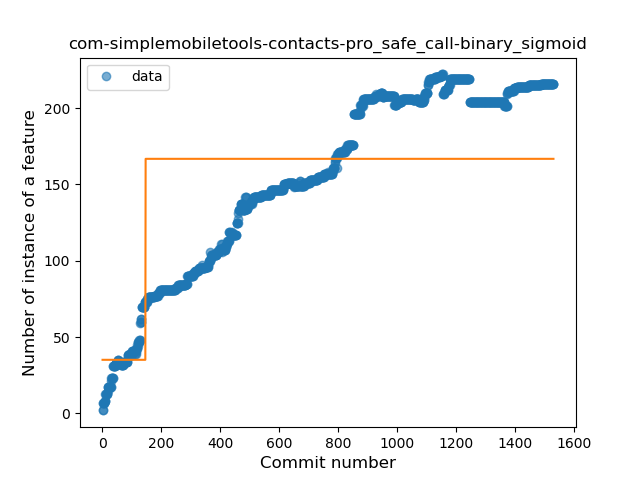 com-simplemobiletools-contacts-pro_safe_call-binary_sigmoid
data
Number of instance of a feature
200
150
100
50
0
0 200 400 600 800 1000 1200 1400 1600
Commit number